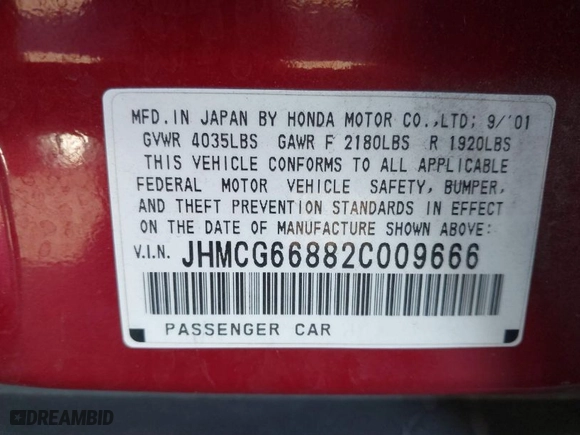 MFD. IN JAPAN BY HONDA MOTOR CO.,LTD; 9/'01
GVWR 4035LBS GAWR F 2180LBS R 1920LBS
THIS VEHICLE CONFORMS TO ALL APPLICABLE
FEDERAL MOTOR VEHICLE SAFETY, BUMPER,
AND THEFT PREVENTION STANDARDS IN EFFECT
ON THE DATE OF MANUFACTURE SHOWN ABOVE:
V.I.N. JHMCG66882C009666
PASSENGER CAR
DREAMBID